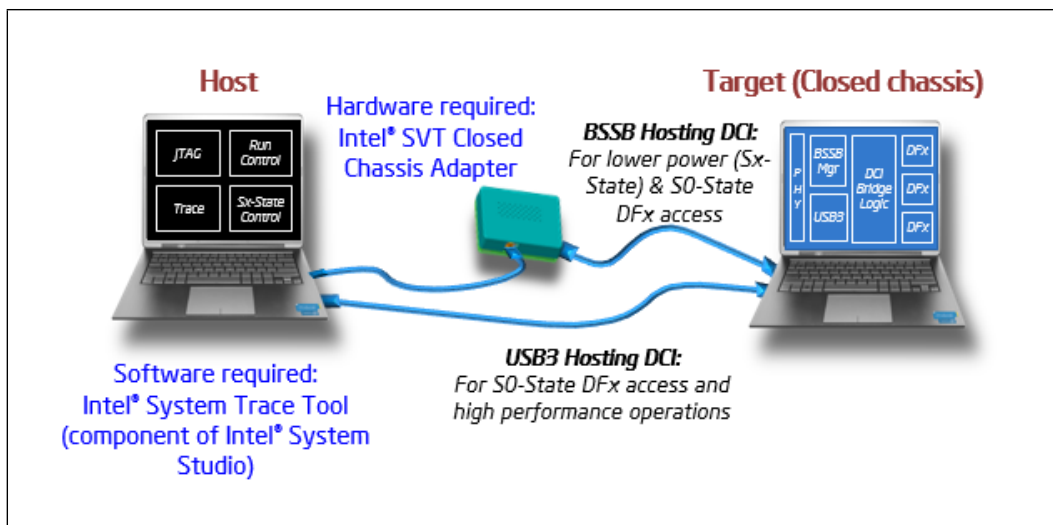 Host
Target (Closed chassis)
Hardware required:
Intel® SVT Closed
Chassis Adapter
BSSB Hosting DCI:
For lower power (Sx-
State) & S0-State
DFx access
JTAG
Run
Control
Trace
Sx-State
Control
P
H
Y
BSSB
Mgr
USB3
DCI
Bridge
Logic
DFx
DFx
DFx
USB3 Hosting DCI:
For S0-State DFx access and
high performance operations
Software required:
Intel® System Trace Tool
(component of Intel® System
Studio)